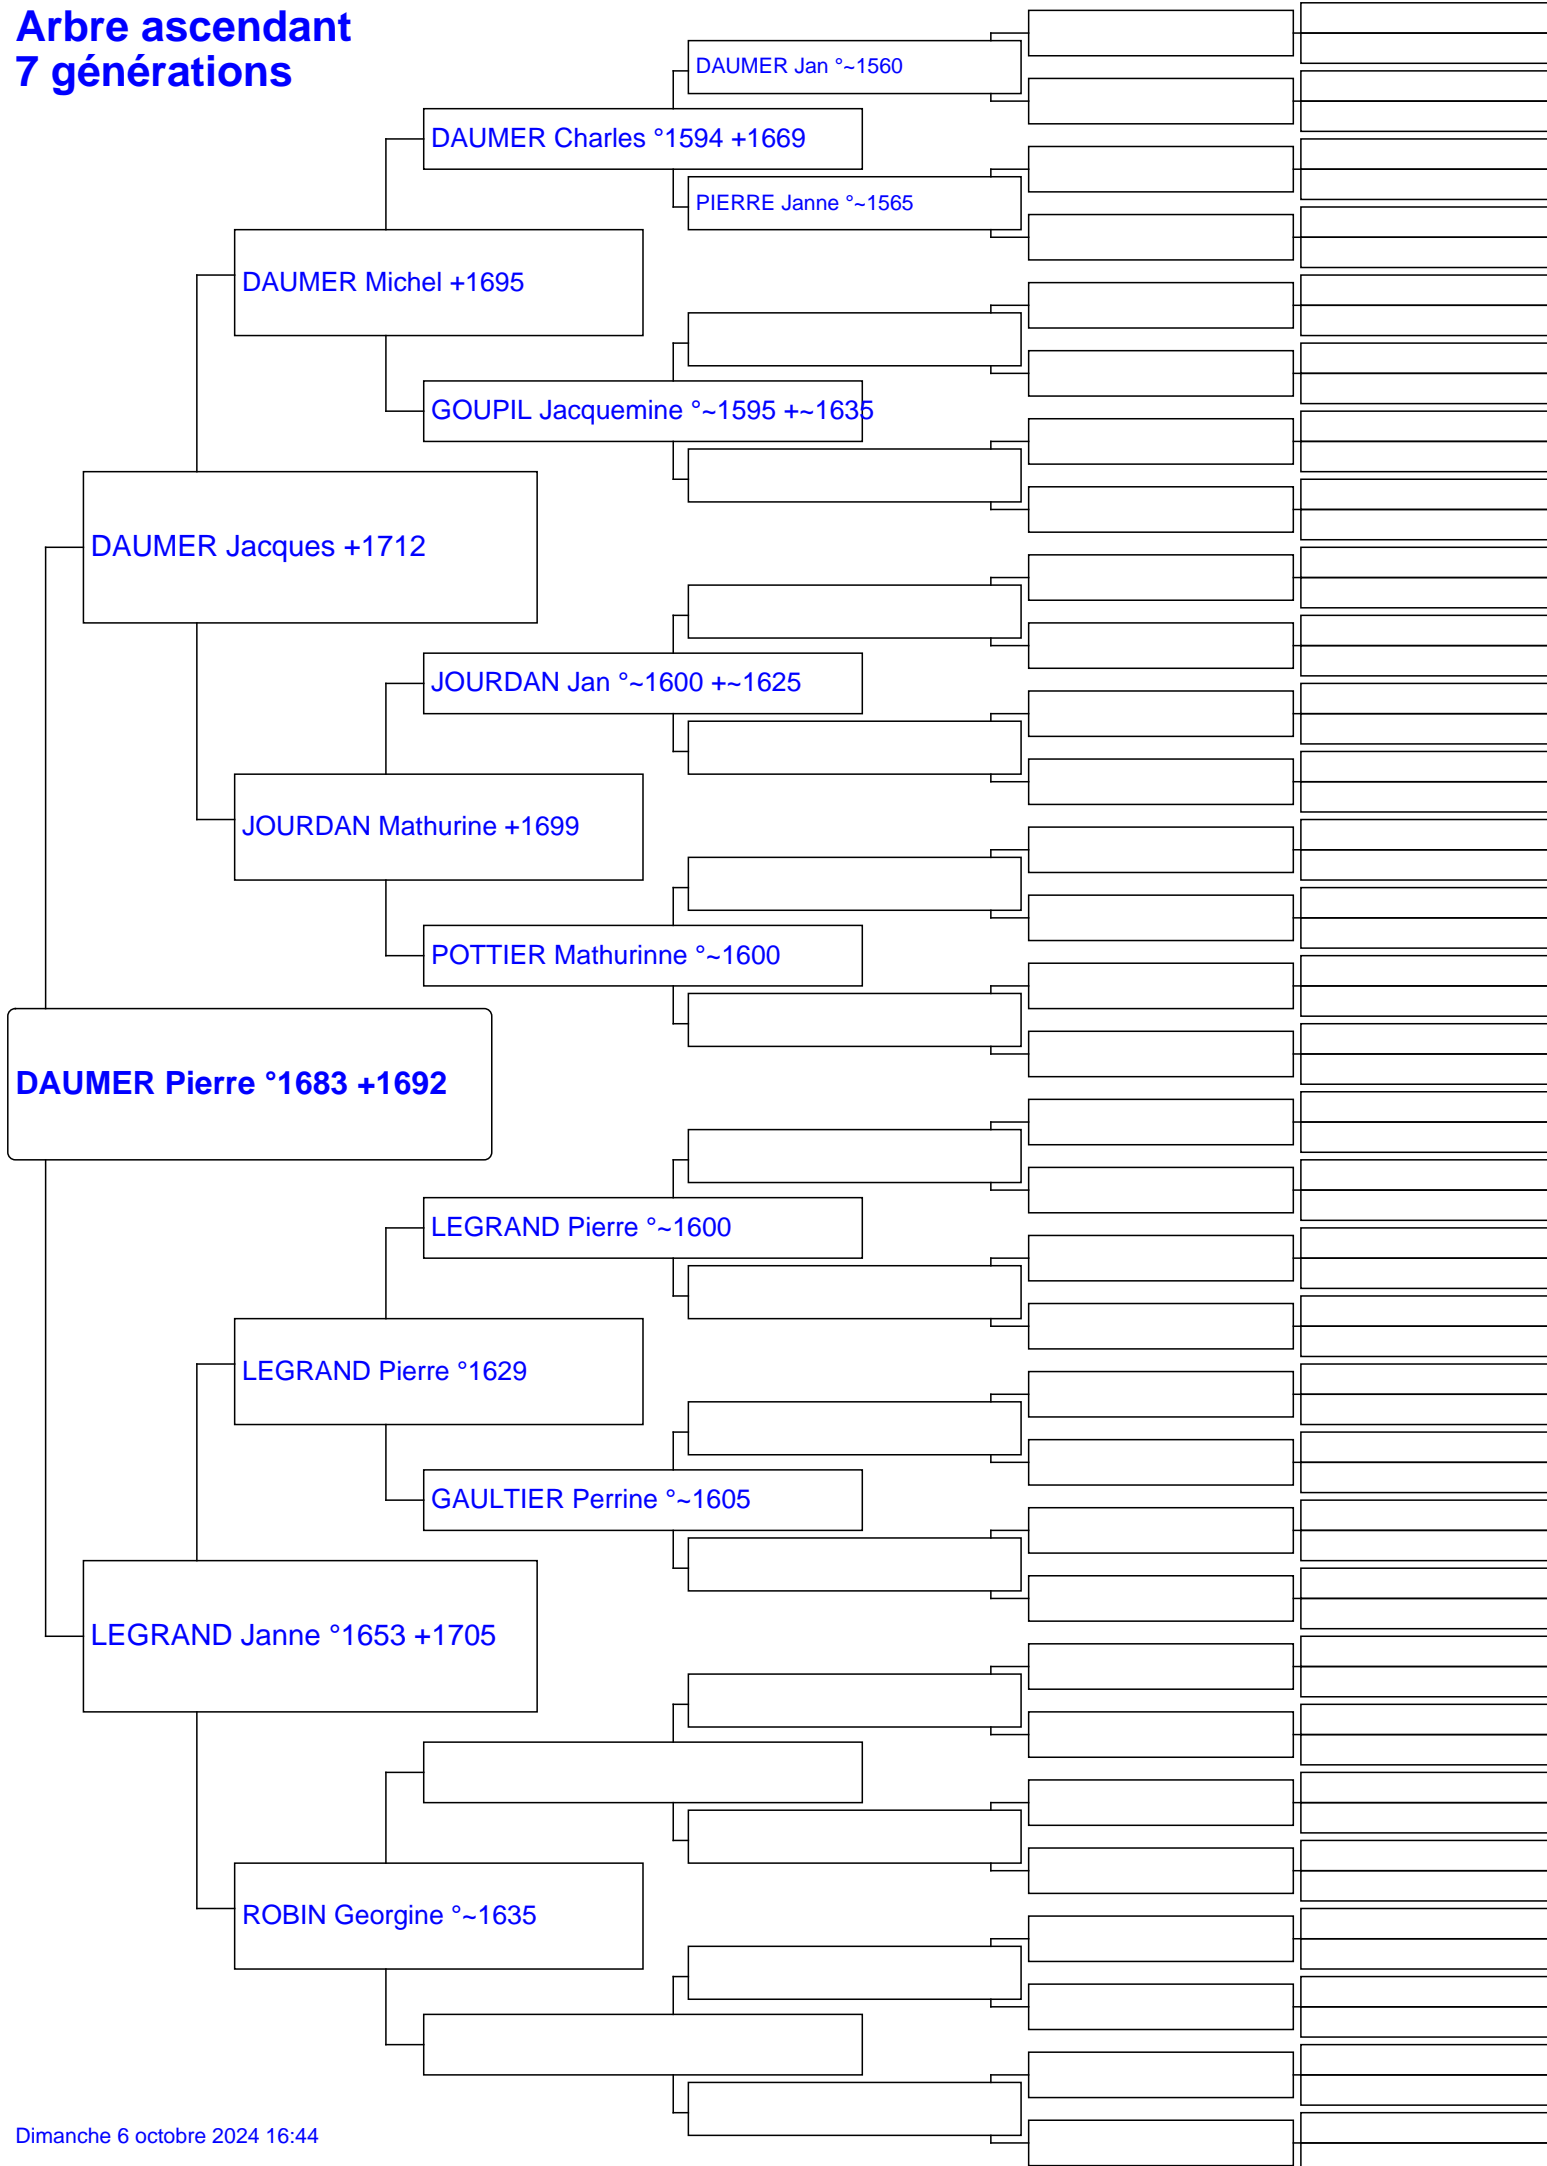 Arbre ascendant
7 générations
DAUMER Jan °~1560
DAUMER Charles °1594 +1669
PIERRE Janne °~1565
DAUMER Michel +1695
GOUPIL Jacquemine °~1595 +~1635
DAUMER Jacques +1712
JOURDAN Jan °~1600 +~1625
JOURDAN Mathurine +1699
POTTIER Mathurinne °~1600
DAUMER Pierre °1683 +1692
LEGRAND Pierre °~1600
LEGRAND Pierre °1629
GAULTIER Perrine °~1605
LEGRAND Janne °1653 +1705
ROBIN Georgine °~1635
Dimanche 6 octobre 2024 16:44